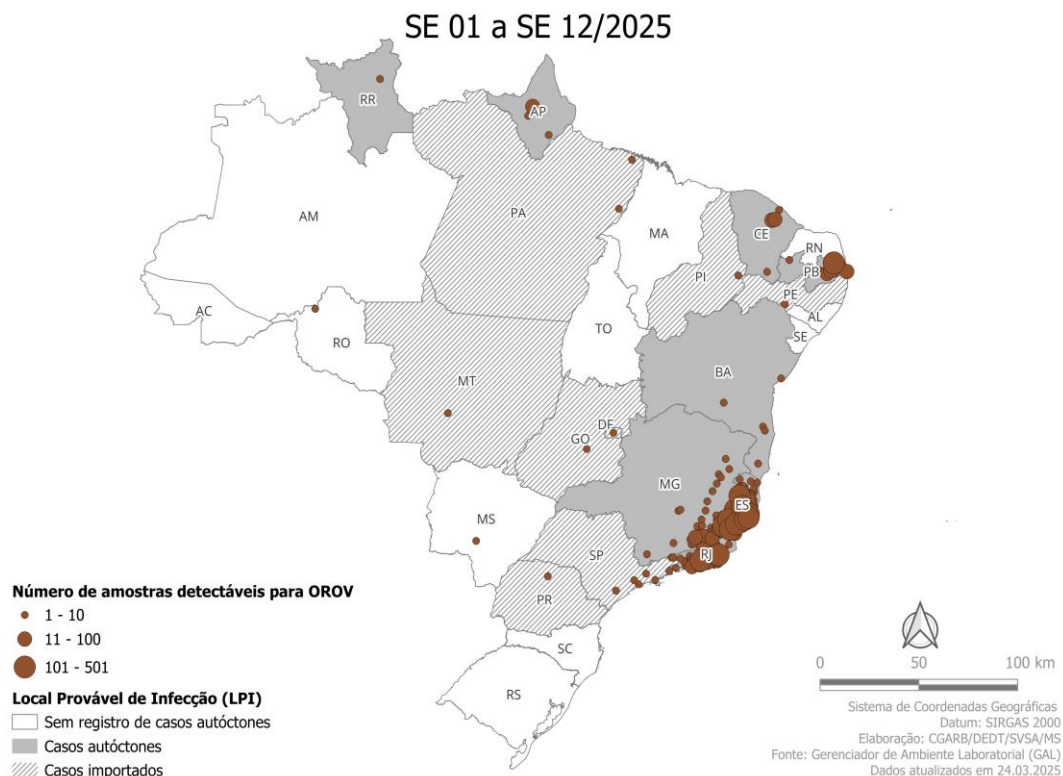 SE 01 a SE 12/2025
RR
AP
AM
PA
MA
CE
RN
PI
PB
PE
AC
AL
TO
SE
RO
BA
MT
DF
GO
MG
ES
MS
SP
RJ
PR
SC
RS
Número de amostras detectáveis para OROV
1 - 10
11 - 100
101 - 501
Local Provável de Infecção (LPI)
Sem registro de casos autóctones
Casos autóctones
Casos importados
0 50 100 km
Sistema de Coordenadas Geográficas
Datum: SIRGAS 2000
Elaboração: CGARB/DEDT/SVSA/MS
Fonte: Gerenciador de Ambiente Laboratorial (GAL)
Dados atualizados em 24.03.2025